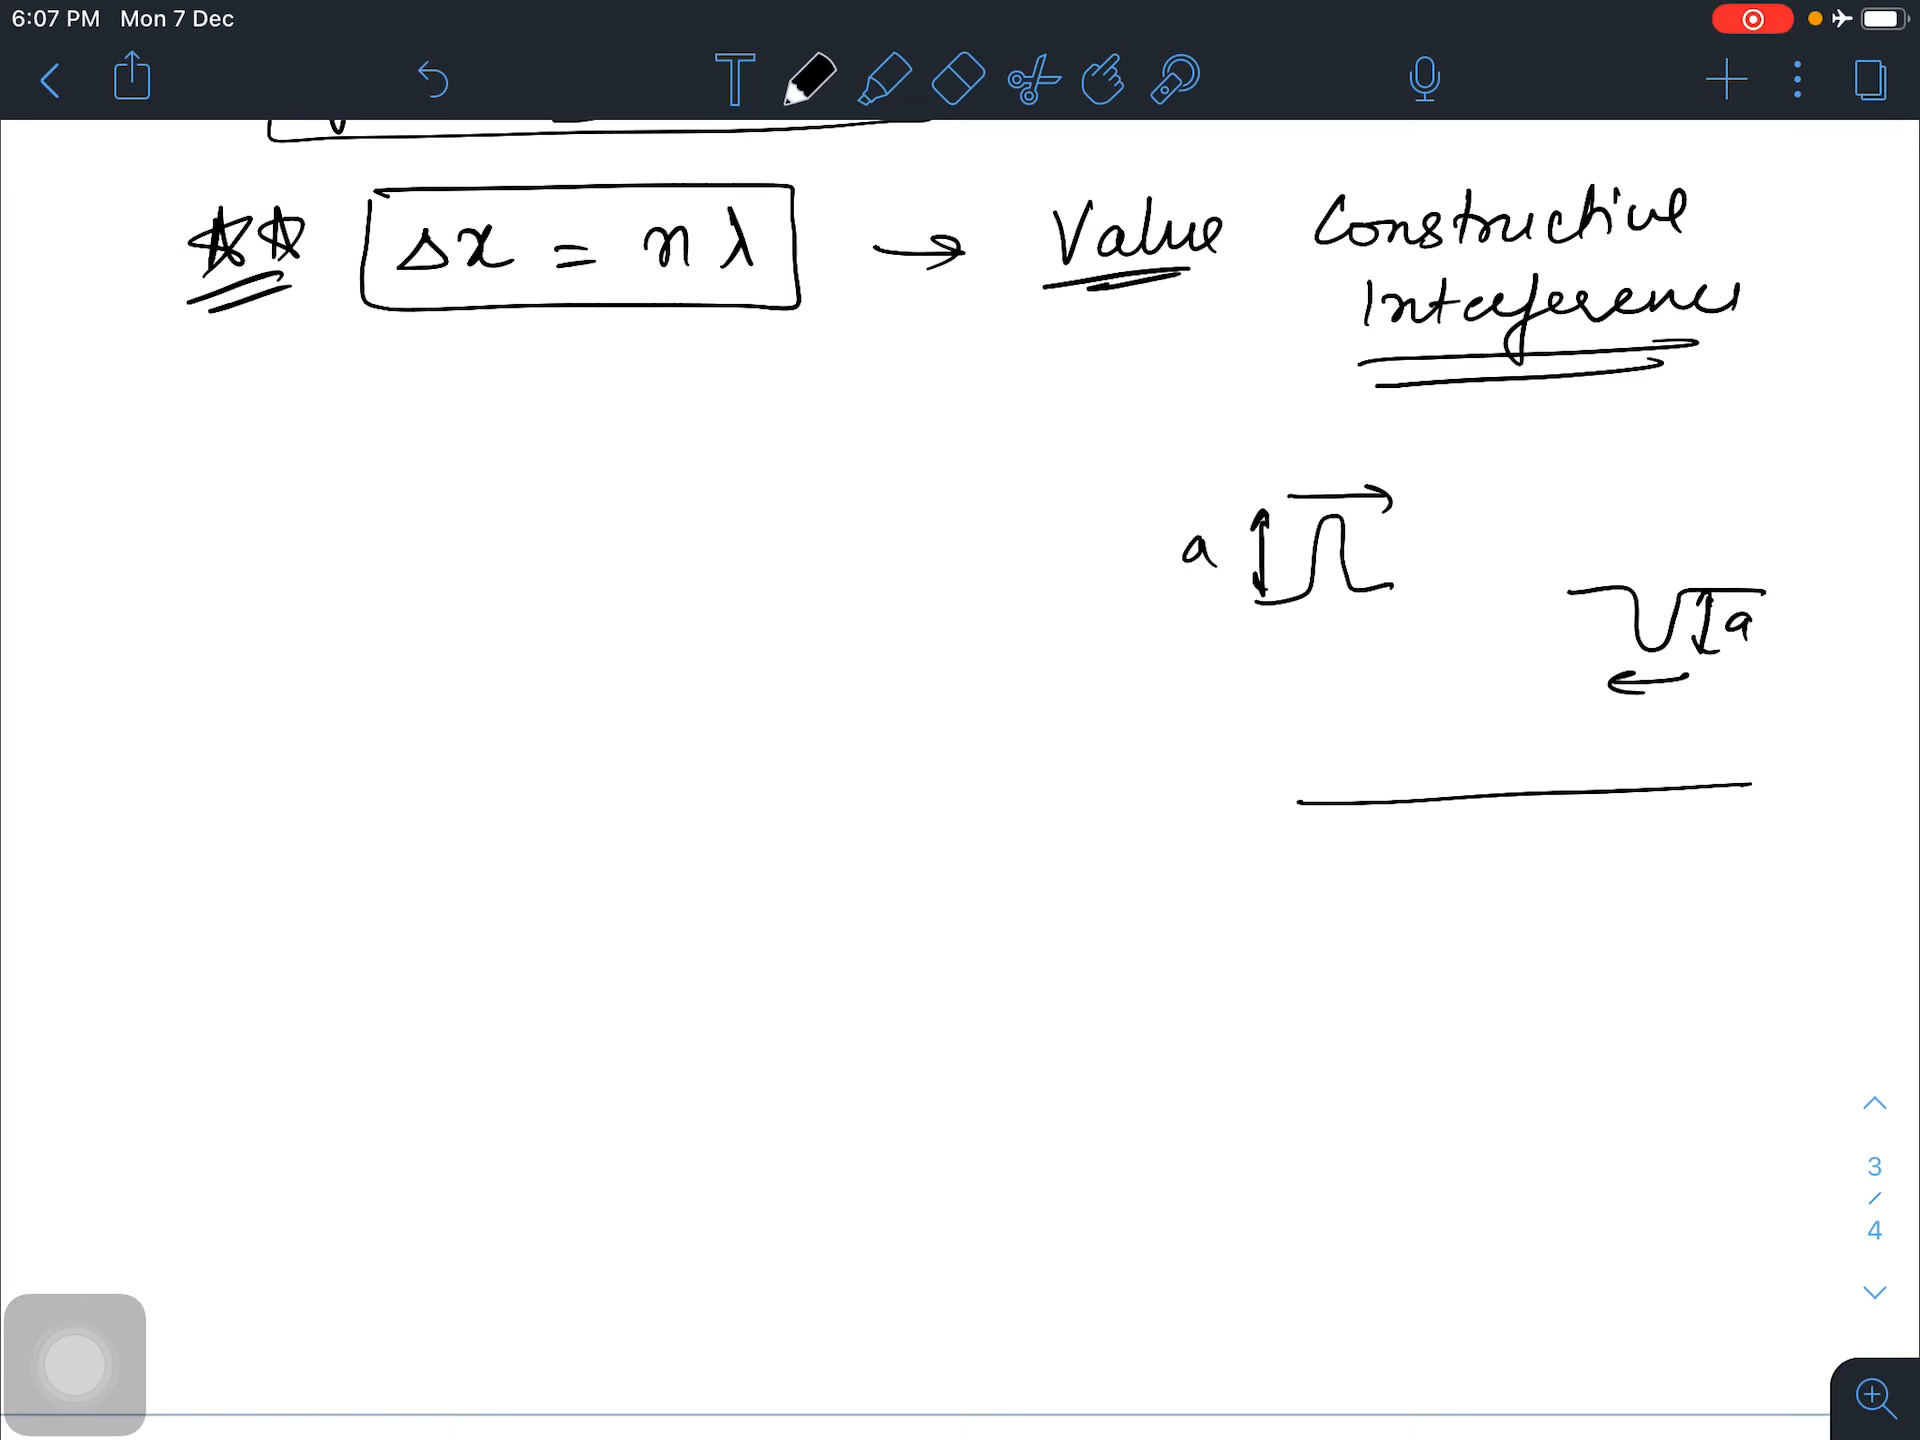 6:07 PM Mon 7 Dec
** Δx = nλ → Value Constructive
Interference
a
a
3
/
4